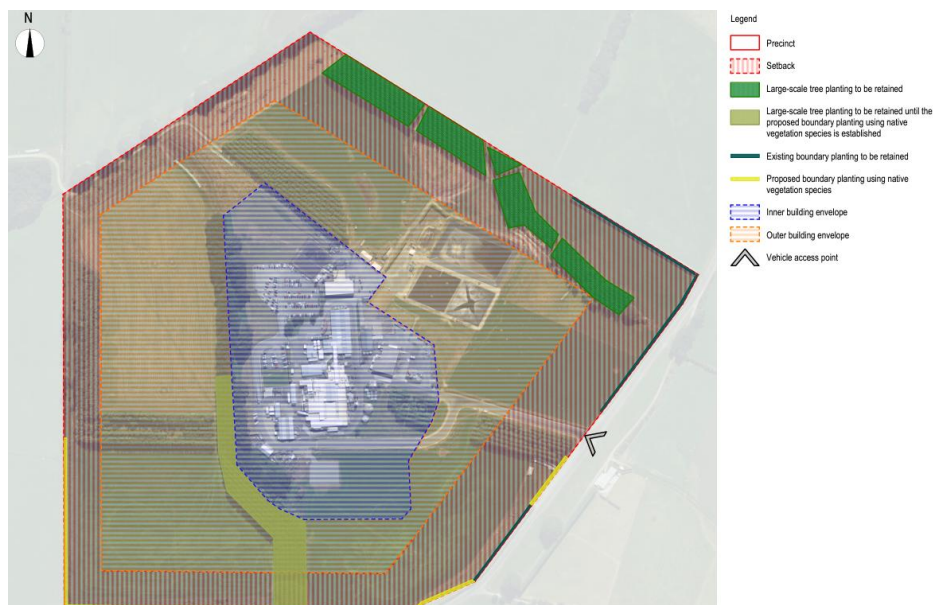 N
Legend
Precinct
Setback
Large-scale tree planting to be retained
Large-scale tree planting to be retained until the
proposed boundary planting using native
vegetation species is established
Existing boundary planting to be retained
Proposed boundary planting using native
vegetation species
Inner building envelope
Outer building envelope
Vehicle access point